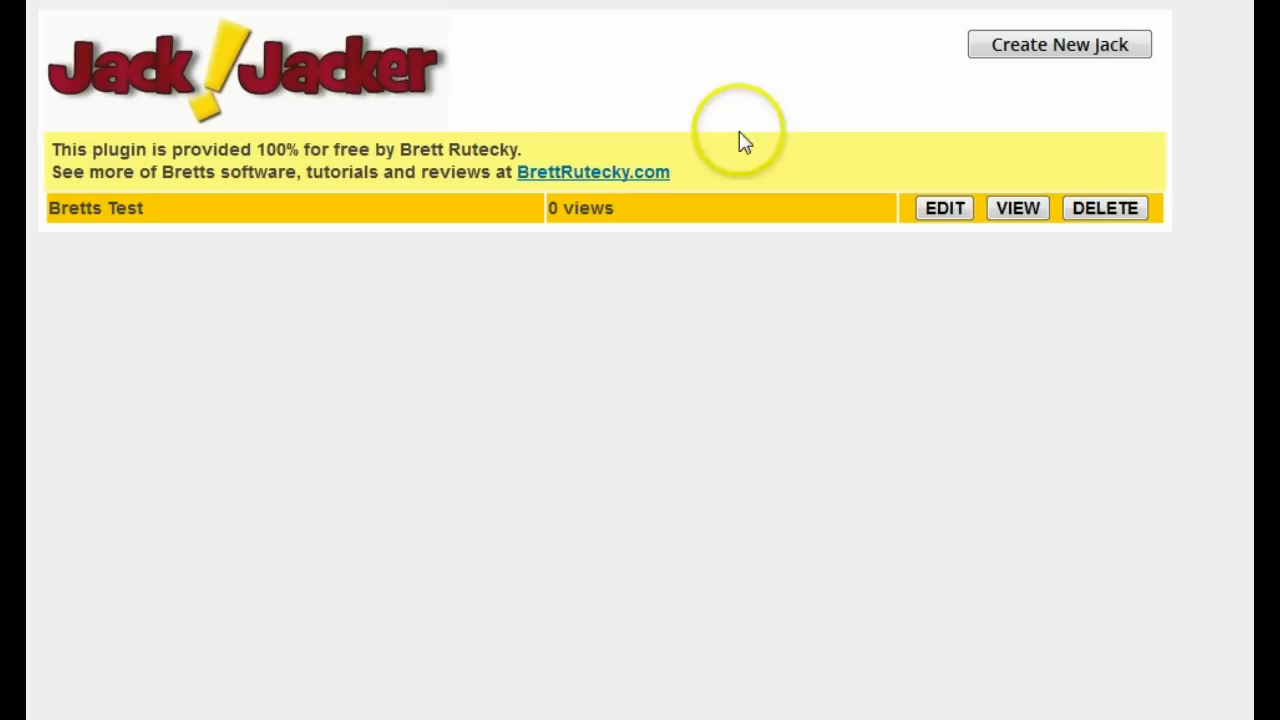 Jack!Jacker
Create New Jack
This plugin is provided 100% for free by Brett Rutecky.
See more of Bretts software, tutorials and reviews at BrettRutecky.com
Bretts Test 0 views EDIT VIEW DELETE